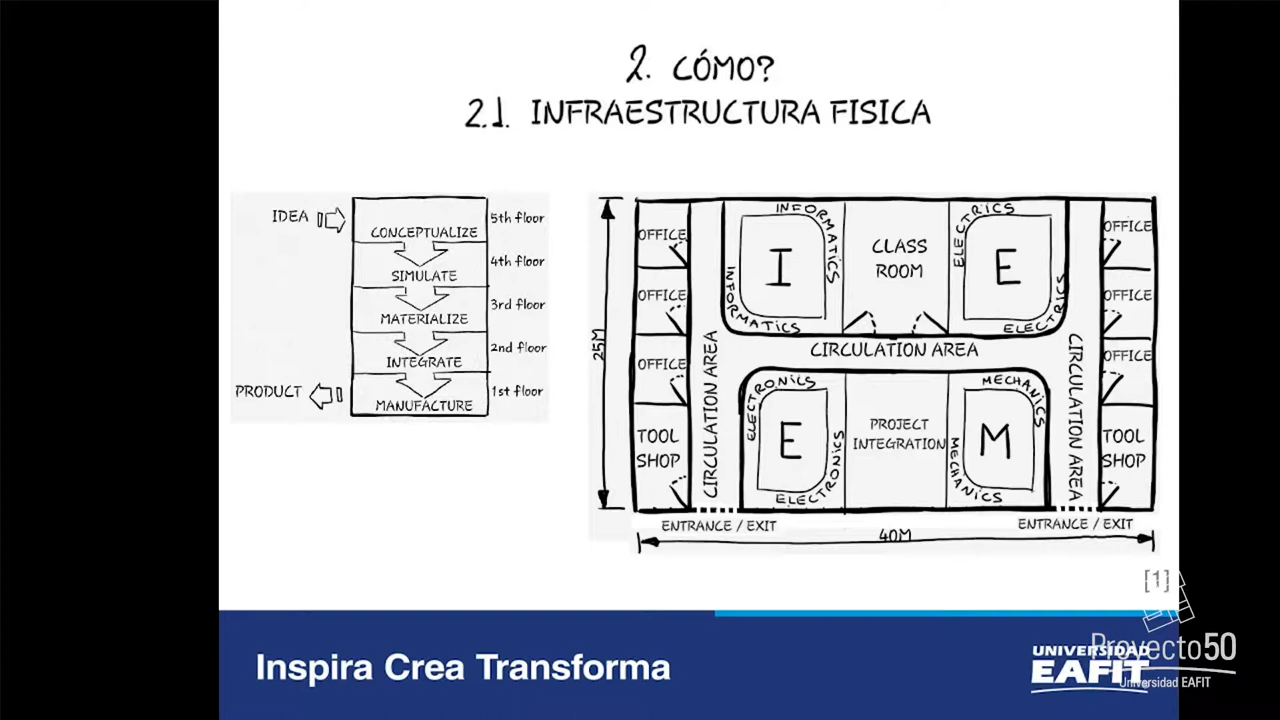 2. CÓMO?
2.1. INFRAESTRUCTURA FISICA
IDEA
CONCEPTUALIZE
5th floor
SIMULATE
4th floor
MATERIALIZE
3rd floor
INTEGRATE
2nd floor
PRODUCT
MANUFACTURE
1st floor
25M
OFFICE
OFFICE
OFFICE
TOOL
SHOP
CIRCULATION AREA
INFORMATICS
INFORMATICS
I
INFORMATICS
INFORMATICS
CLASS
ROOM
ELECTRICS
ELECTRICS
E
ELECTRICS
ELECTRICS
CIRCULATION AREA
ELECTRONICS
E
ELECTRONICS
PROJECT
INTEGRATION
MECHANICS
M
MECHANICS
CIRCULATION AREA
OFFICE
OFFICE
OFFICE
TOOL
SHOP
ENTRANCE / EXIT
ENTRANCE / EXIT
40M
[1]
Inspira Crea Transforma
UNIVERSIDAD
EAFIT
Proyecto50
Universidad EAFIT